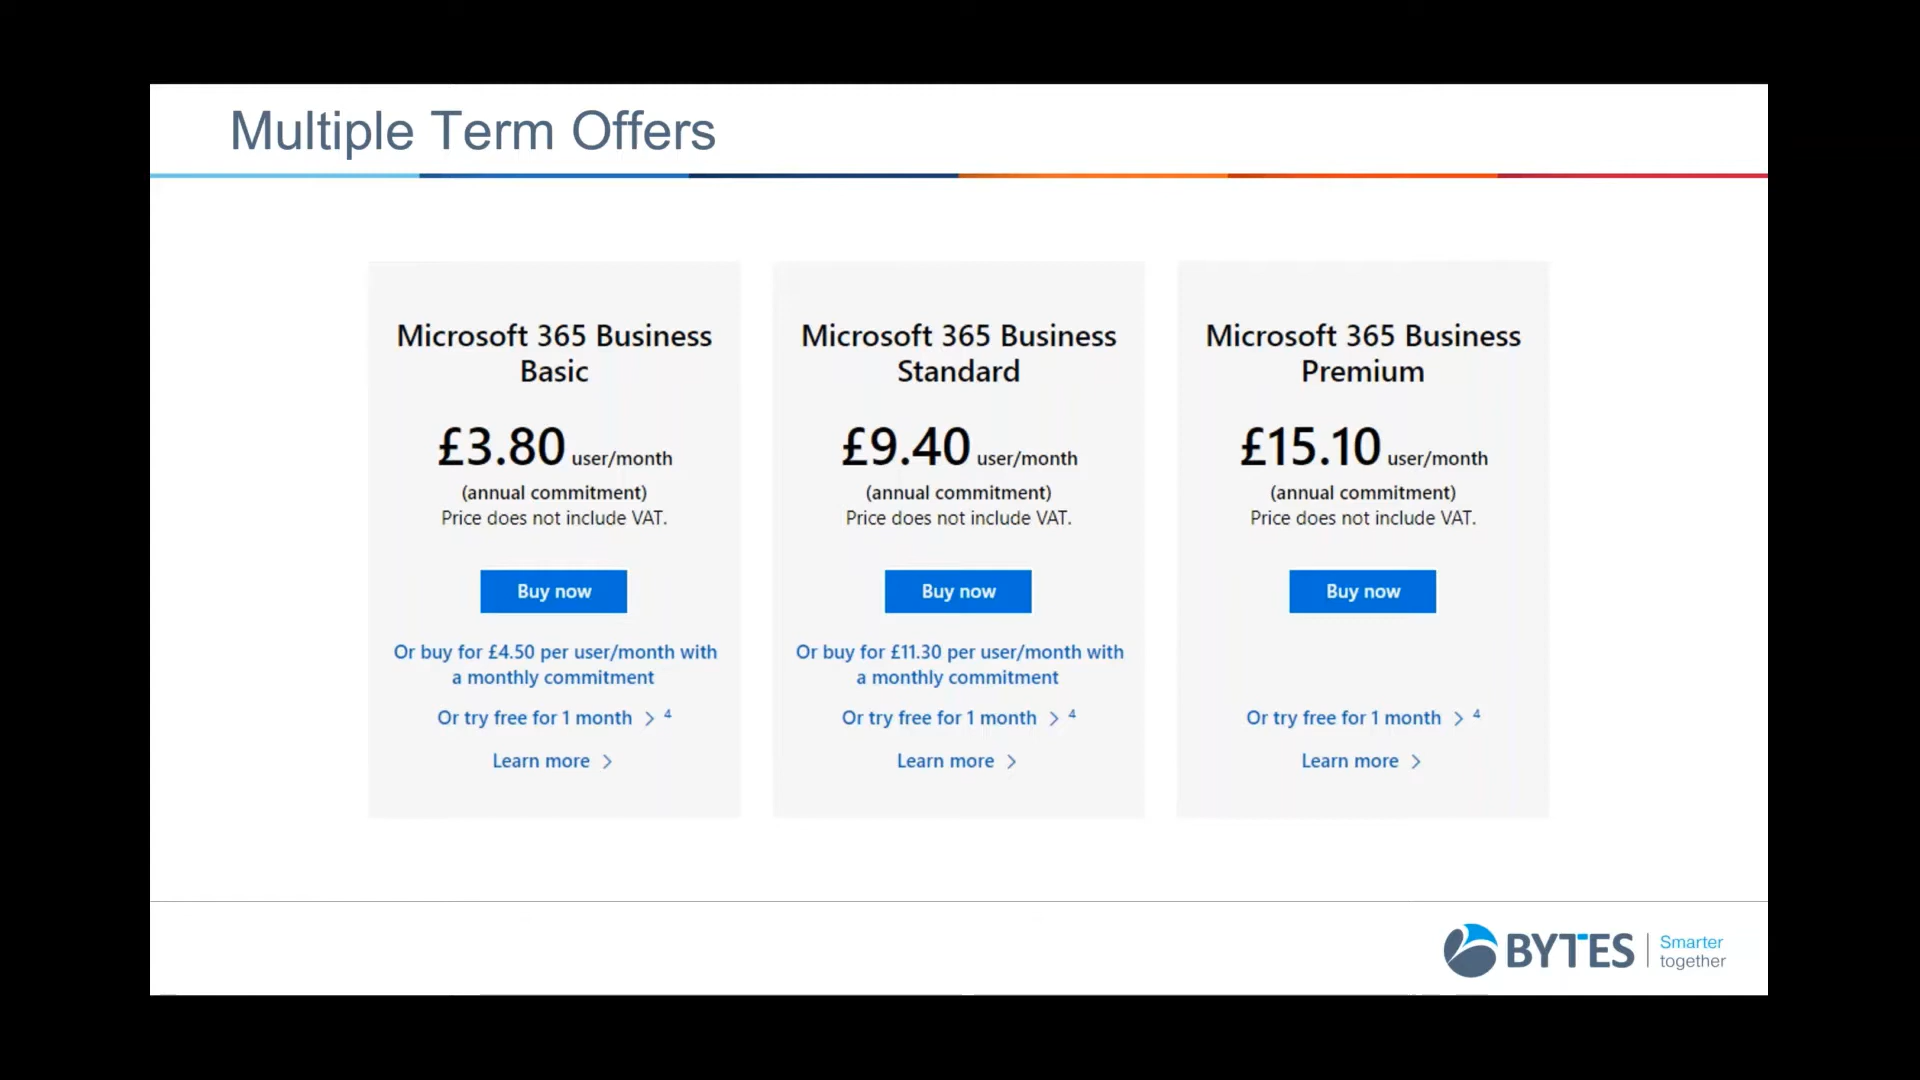 Multiple Term Offers
Microsoft 365 Business
Basic
£3.80 user/month
(annual commitment)
Price does not include VAT.
Buy now
Or buy for £4.50 per user/month with
a monthly commitment
Or try free for 1 month > 4
Learn more >
Microsoft 365 Business
Standard
£9.40 user/month
(annual commitment)
Price does not include VAT.
Buy now
Or buy for £11.30 per user/month with
a monthly commitment
Or try free for 1 month > 4
Learn more >
Microsoft 365 Business
Premium
£15.10 user/month
(annual commitment)
Price does not include VAT.
Buy now
Or try free for 1 month > 4
Learn more >
BYTES
Smarter
together